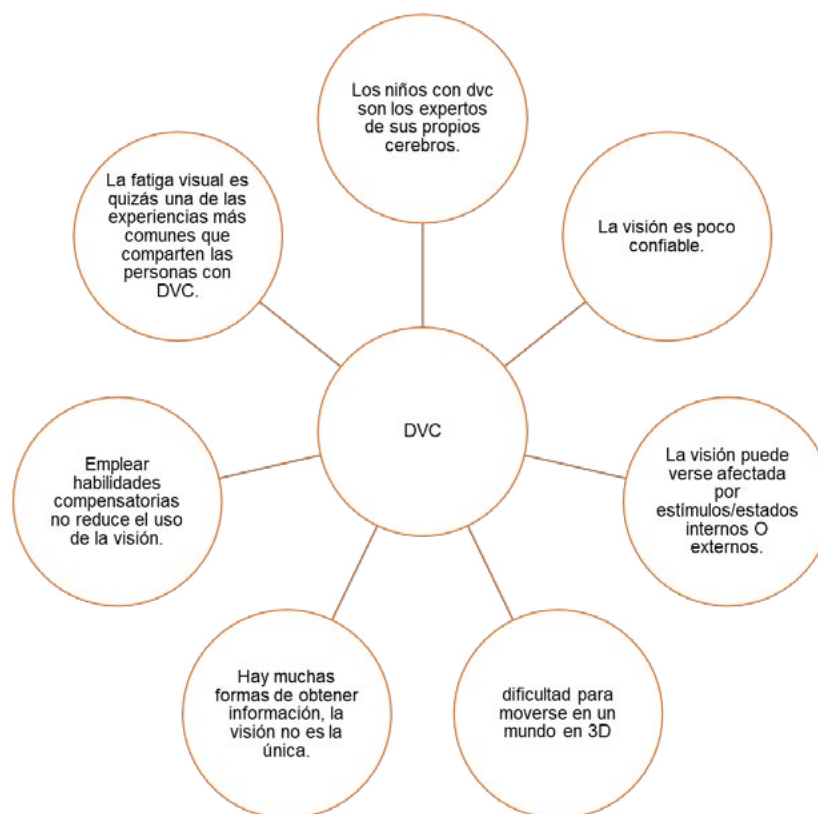 Los niños con dvc
son los expertos
de sus propios
cerebros.
La visión es poco
confiable.
La visión puede
verse afectada
por
estímulos/estados
internos O
externos.
dificultad para
moverse en un
mundo en 3D
Hay muchas
formas de obtener
información, la
visión no es la
única.
Emplear
habilidades
compensatorias
no reduce el uso
de la visión.
La fatiga visual es
quizás una de las
experiencias más
comunes que
comparten las
personas con
DVC.
DVC